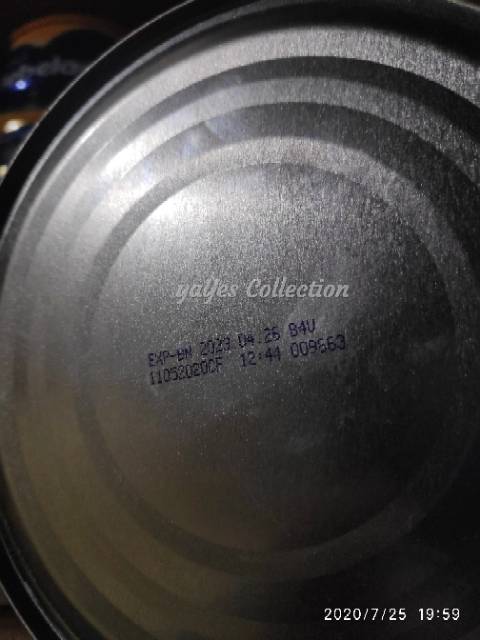 yaYes Collection
EXP-BN 2023.04.26 B4V
11052020CF 12:44 009663
2020/7/25 19:59